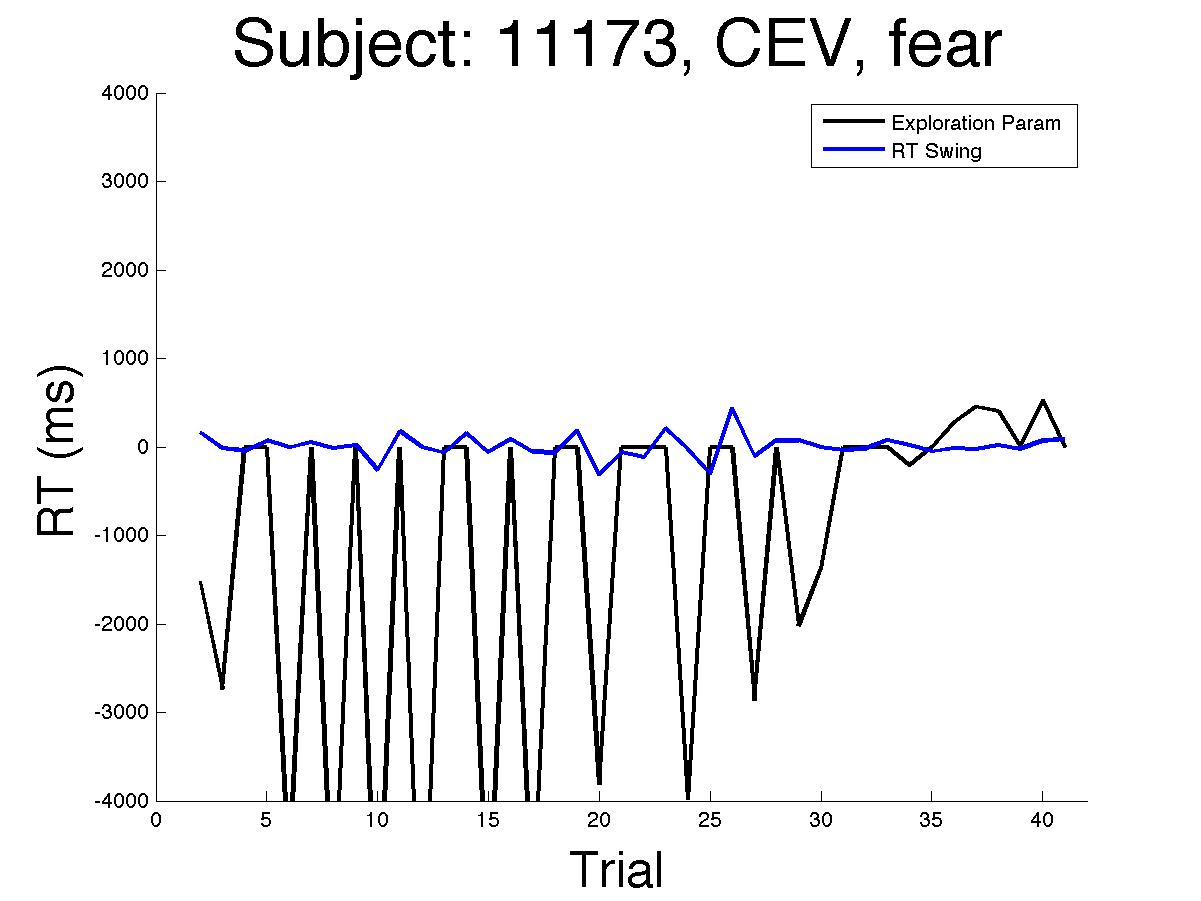 Subject: 11173, CEV, fear
Exploration Param
RT Swing
4000
3000
2000
1000
0
-1000
-2000
-3000
-4000
RT (ms)
0 5 10 15 20 25 30 35 40
Trial